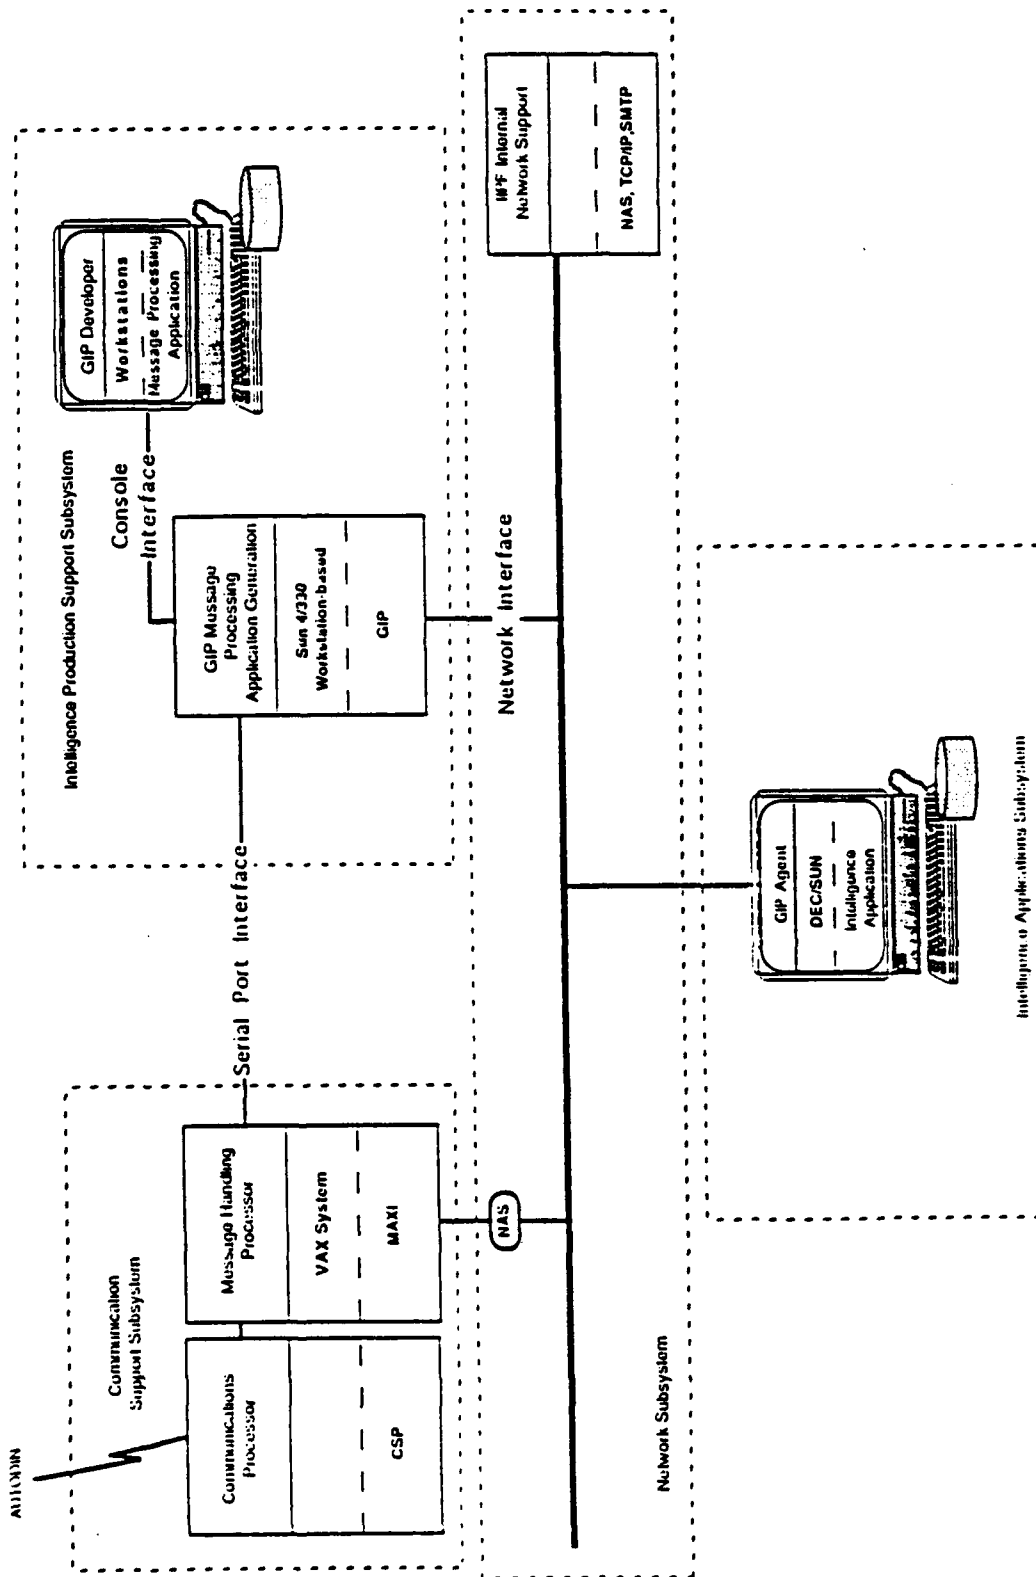 AUTODIN
Communication
Support Subsystem
Communications
Processor
CSP
Message Handling
Processor
VAX System
MAXI
Serial Port Interface
Intelligence Production Support Subsystem
GIP Message
Processing
Application Generation
Sun 4/330
Workstation-based
GIP
Console
Interface
GIP Developer
Workstations
Message Processing
Application
NAS
Network Interface
Internal
Network Support
NAS, TCP/IP,SMTP
Network Subsystem
GIP Agent
DEC/SUN
Intelligence
Application
Intelligence Applications Subsystem